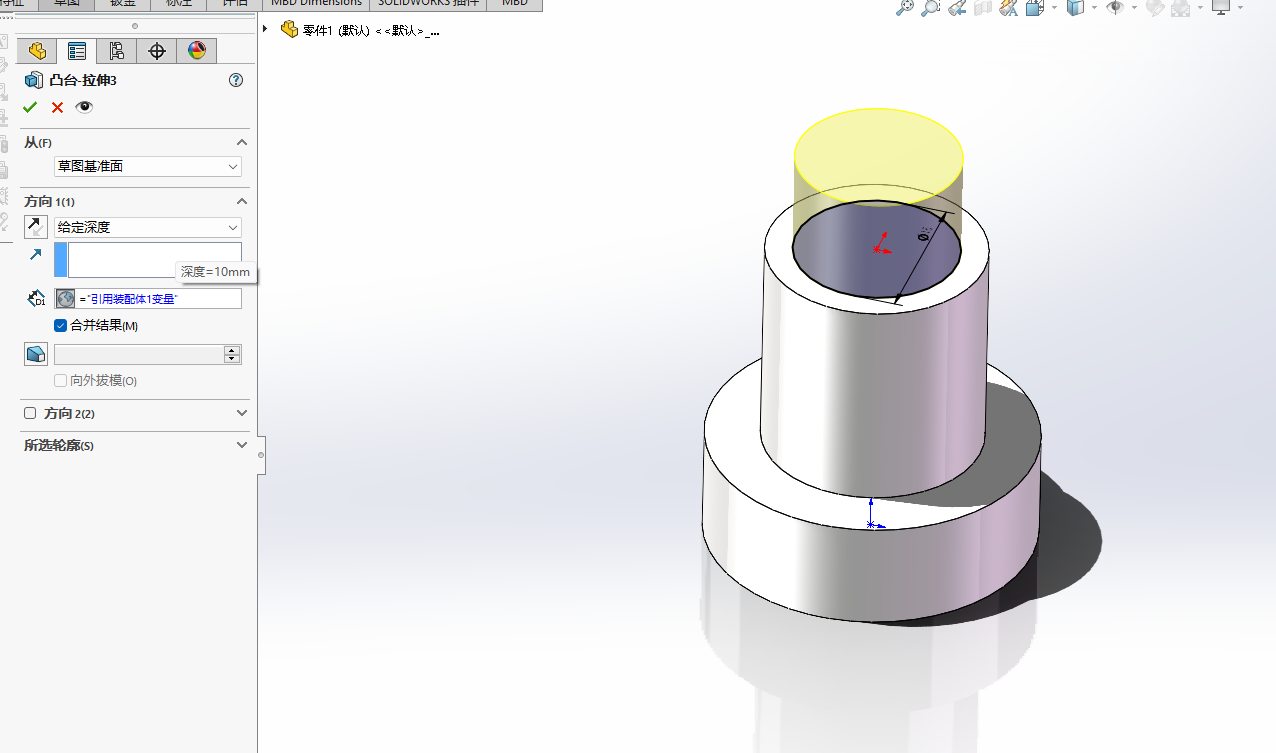 特征 草图 钣金 标注 评估 MBD Dimensions SOLIDWORKS 插件 MBD
零件1 (默认) <<默认>_...
凸台-拉伸3
从(F)
草图基准面
方向 1(1)
给定深度
深度=10mm
D1 ="引用装配体1变量"
合并结果(M)
向外拔模(O)
方向 2(2)
所选轮廓(S)